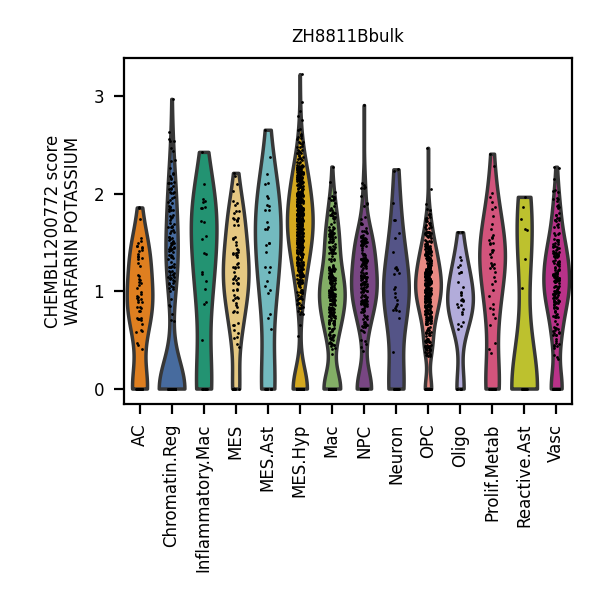 ZH8811Bbulk
CHEMBL1200772 score
WARFARIN POTASSIUM
3
2
1
0
AC
Chromatin.Reg
Inflammatory.Mac
MES
MES.Ast
MES.Hyp
Mac
NPC
Neuron
OPC
Oligo
Prolif.Metab
Reactive.Ast
Vasc